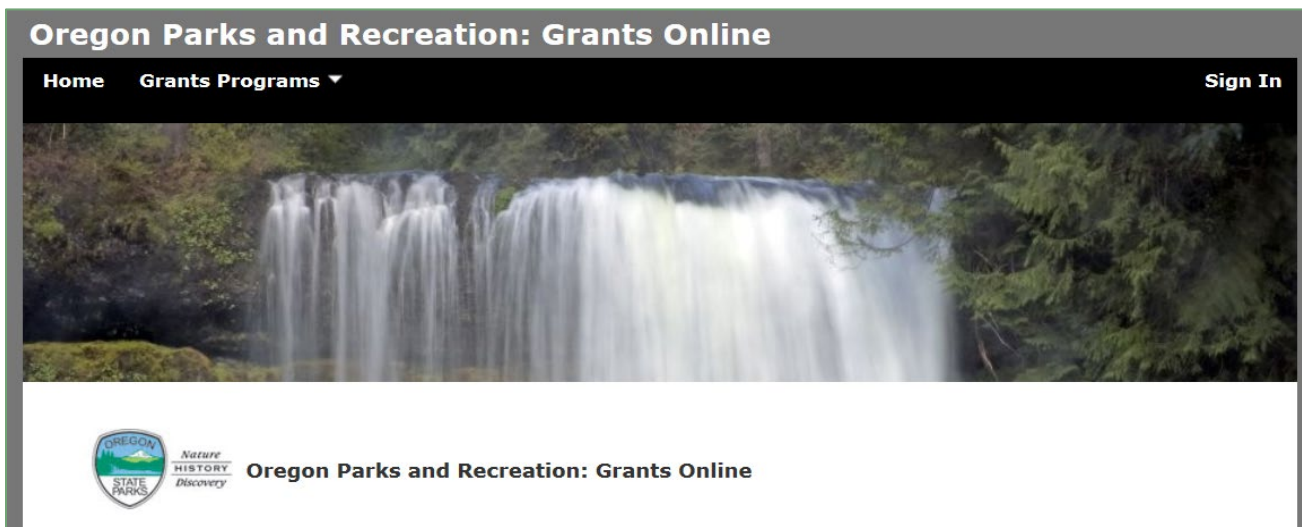 Oregon Parks and Recreation: Grants Online
Home Grants Programs Sign In
OREGON
STATE
PARKS
Nature
HISTORY
Discovery
Oregon Parks and Recreation: Grants Online